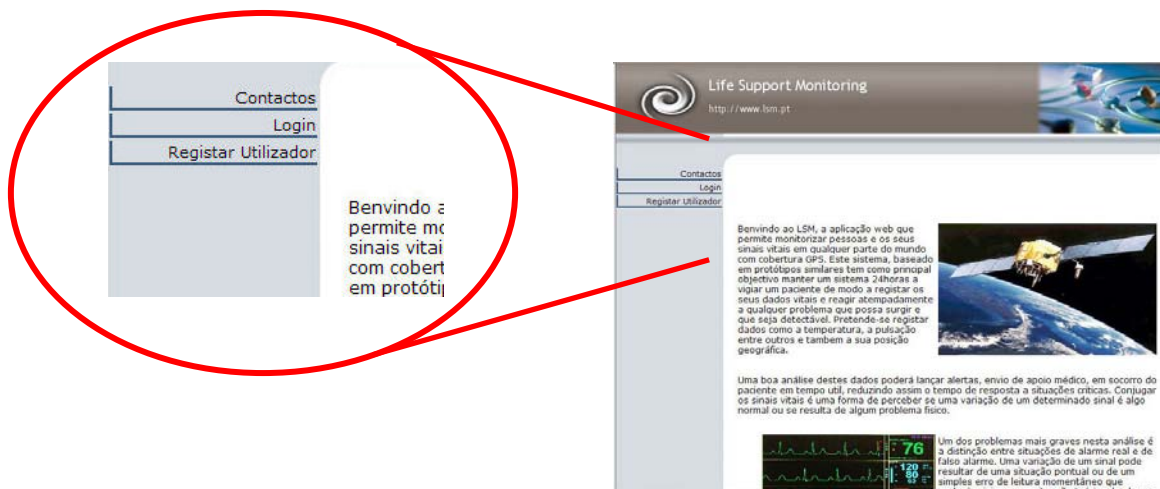 Contactos
Login
Registar Utilizador
Benvindo a
permite mo
sinais vitai
com cobert
em protóti
Life Support Monitoring
http://www.lsm.pt
Contactos
Login
Registar Utilizador
Benvindo ao LSM, a aplicação web que
permite monitorizar pessoas e os seus
sinais vitais em qualquer parte do mundo
com cobertura GPS. Este sistema, baseado
em protótipos similares tem como principal
objectivo manter um sistema 24horas a
vigiar um paciente de modo a registar os
seus dados vitais e reagir atempadamente
a qualquer problema que possa surgir e
que seja detectável. Pretende-se registar
dados como a temperatura, a pulsação
entre outros e tambem a sua posição
geográfica.
Uma boa análise destes dados poderá lançar alertas, envio de apoio médico, em socorro do
paciente em tempo util, reduzindo assim o tempo de resposta a situações criticas. Conjugar
os sinais vitais é uma forma de perceber se uma variação de um determinado sinal é algo
normal ou se resulta de algum problema fisico.
76
120
80
Um dos problemas mais graves nesta análise é
a distinção entre situações de alarme real e de
falso alarme. Uma variação de um sinal pode
resultar de uma situação pontual ou de um
simples erro de leitura momentâneo que